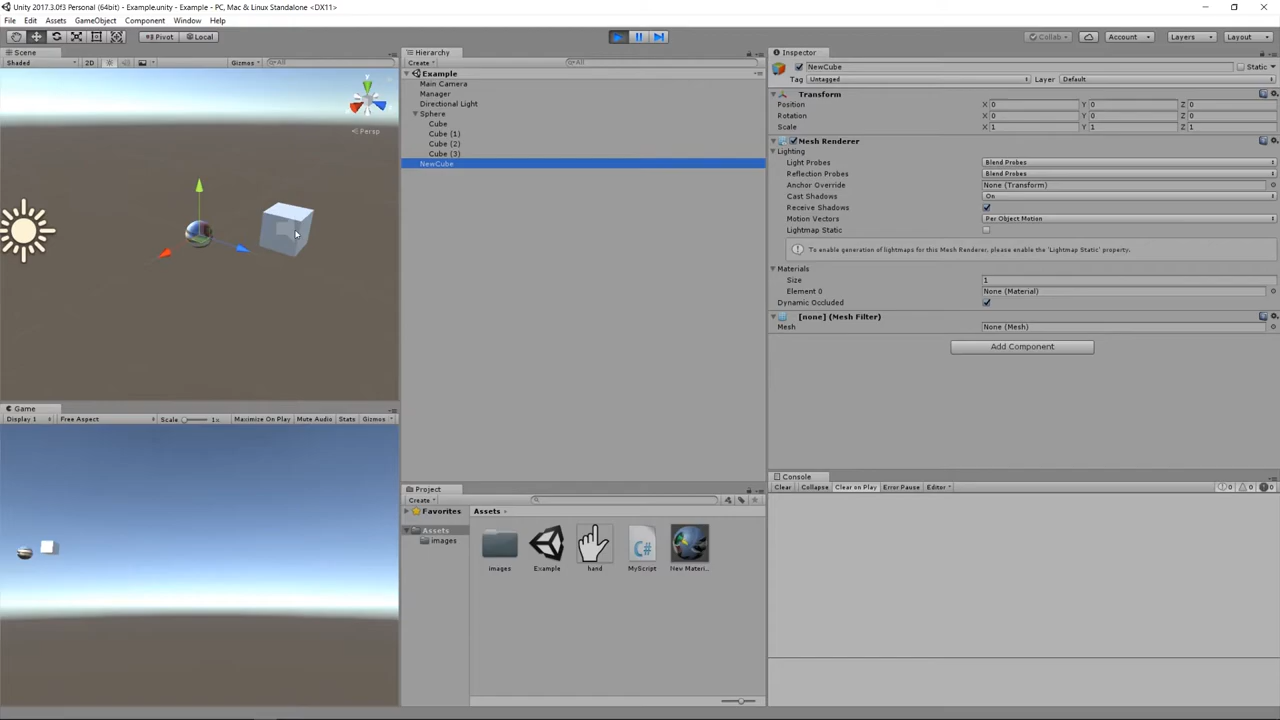 Unity 2017.3.0f3 Personal (64bit) - Example.unity - Example - PC, Mac & Linux Standalone <DX11>
File Edit Assets GameObject Component Window Help
Pivot Local Collab Account Layers Layout
Scene
Shaded 2D Gizmos All
y
Persp
Game
Display 1 Free Aspect Scale 1x Maximize On Play Mute Audio Stats Gizmos
Hierarchy
Create All
Example
Main Camera
Manager
Directional Light
Sphere
Cube
Cube (1)
Cube (2)
Cube (3)
NewCube
Project
Create
Favorites
Assets
images
Assets
images Example hand MyScript New Materi...
Inspector
NewCube Static
Tag Untagged Layer Default
Transform
Position X 0 Y 0 Z 0
Rotation X 0 Y 0 Z 0
Scale X 1 Y 1 Z 1
Mesh Renderer
Lighting
Light Probes Blend Probes
Reflection Probes Blend Probes
Anchor Override None (Transform)
Cast Shadows On
Receive Shadows
Motion Vectors Per Object Motion
Lightmap Static
To enable generation of lightmaps for this Mesh Renderer, please enable the 'Lightmap Static' property.
Materials
Size 1
Element 0 None (Material)
Dynamic Occluded
[none] (Mesh Filter)
Mesh None (Mesh)
Add Component
Console
Clear Collapse Clear on Play Error Pause Editor 0 0 0